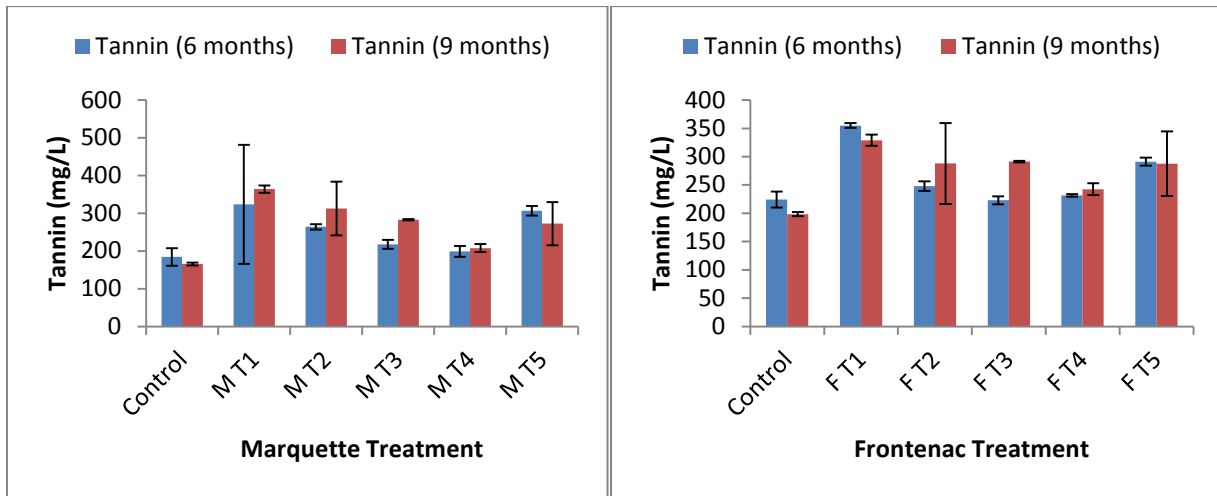 Tannin (6 months) Tannin (9 months)
600
500
400
300
200
100
0
Tannin (mg/L)
Control M T1 M T2 M T3 M T4 M T5
Marquette Treatment
Tannin (6 months) Tannin (9 months)
400
350
300
250
200
150
100
50
0
Tannin (mg/L)
Control F T1 F T2 F T3 F T4 F T5
Frontenac Treatment